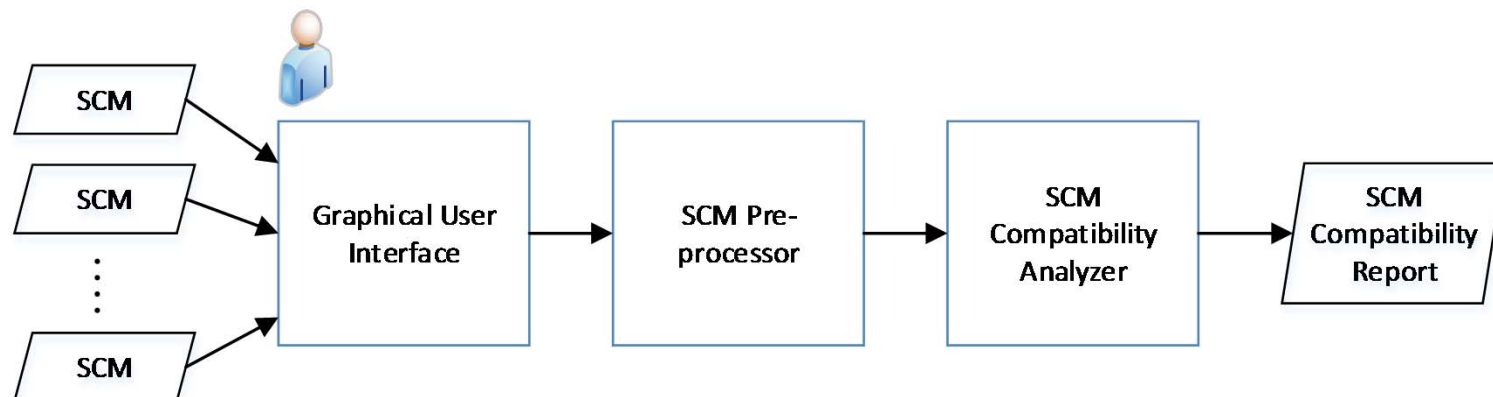 SCM
SCM
SCM
Graphical User
Interface
SCM Pre-
processor
SCM
Compatibility
Analyzer
SCM
Compatibility
Report